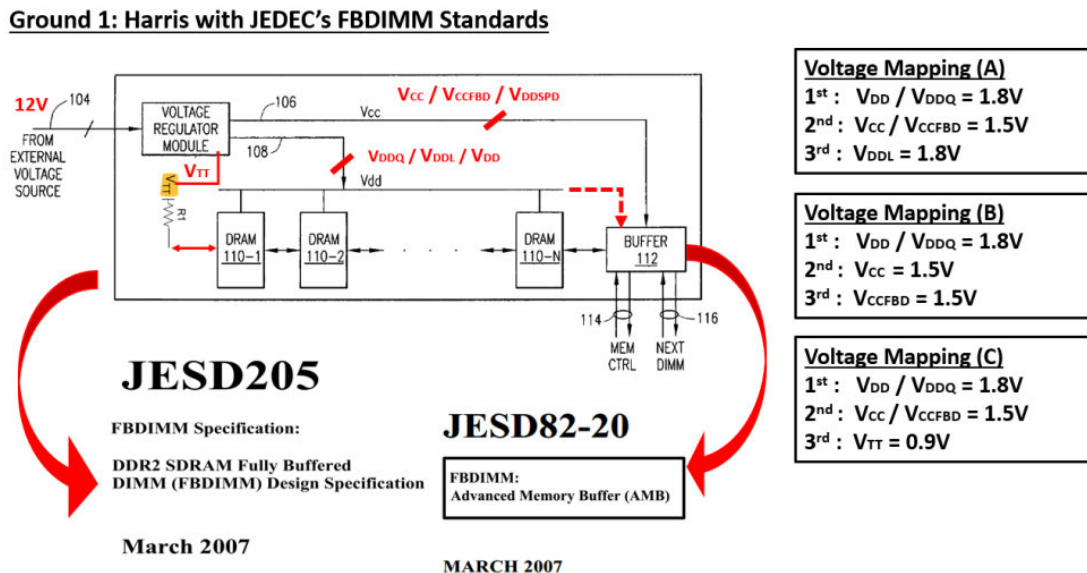 Ground 1: Harris with JEDEC's FBDIMM Standards
12V
104
FROM
EXTERNAL
VOLTAGE
SOURCE
VOLTAGE
REGULATOR
MODULE
106
108
Vcc
VCC / VCCFBD / VDDSPD
VDDQ / VDDL / VDD
Vdd
VTT
VTT
R1
DRAM
110-1
DRAM
110-2
. . . .
DRAM
110-N
BUFFER
112
114
116
MEM
CTRL
NEXT
DIMM
JESD205
FBDIMM Specification:
DDR2 SDRAM Fully Buffered
DIMM (FBDIMM) Design Specification
March 2007
JESD82-20
FBDIMM:
Advanced Memory Buffer (AMB)
MARCH 2007
Voltage Mapping (A)
1st : VDD / VDDQ = 1.8V
2nd : VCC / VCCFBD = 1.5V
3rd : VDDL = 1.8V
Voltage Mapping (B)
1st : VDD / VDDQ = 1.8V
2nd : VCC = 1.5V
3rd : VCCFBD = 1.5V
Voltage Mapping (C)
1st : VDD / VDDQ = 1.8V
2nd : VCC / VCCFBD = 1.5V
3rd : VTT = 0.9V